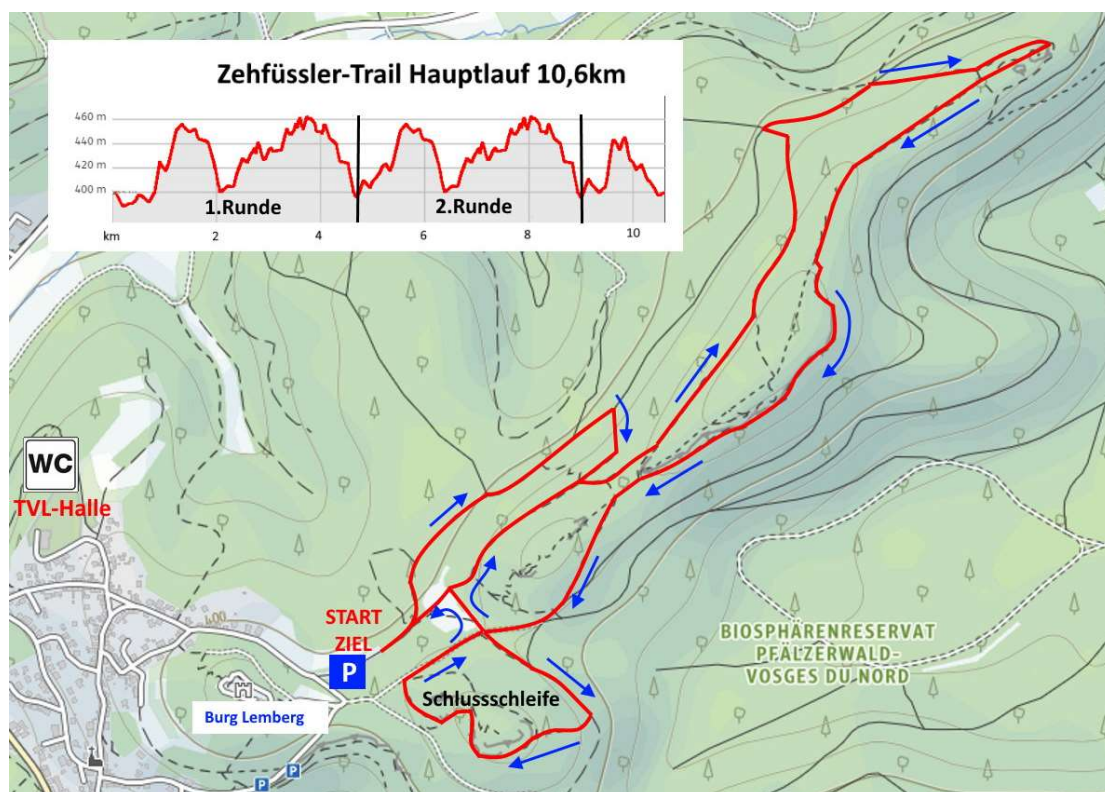 Zehfüssler-Trail Hauptlauf 10,6km
460 m
440 m
420 m
400 m
1.Runde
2.Runde
km
2
4
6
8
10
WC
TVL-Halle
400
START
ZIEL
P
Schlussschleife
Burg Lemberg
BIOSPHÄRENRESERVAT
PFÄLZERWALD-
VOSGES DU NORD
P
P